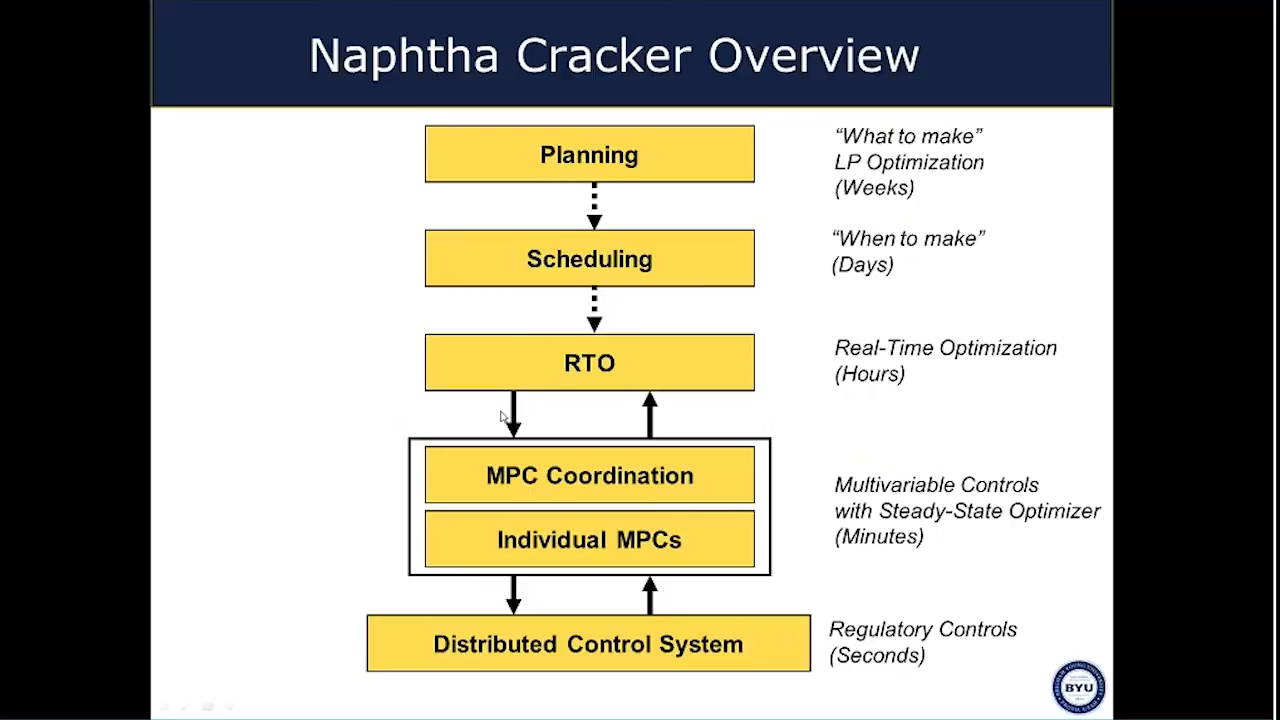 Naphtha Cracker Overview
Planning
“What to make”
LP Optimization
(Weeks)
Scheduling
“When to make”
(Days)
RTO
Real-Time Optimization
(Hours)
MPC Coordination
Individual MPCs
Multivariable Controls
with Steady-State Optimizer
(Minutes)
Distributed Control System
Regulatory Controls
(Seconds)
BYU